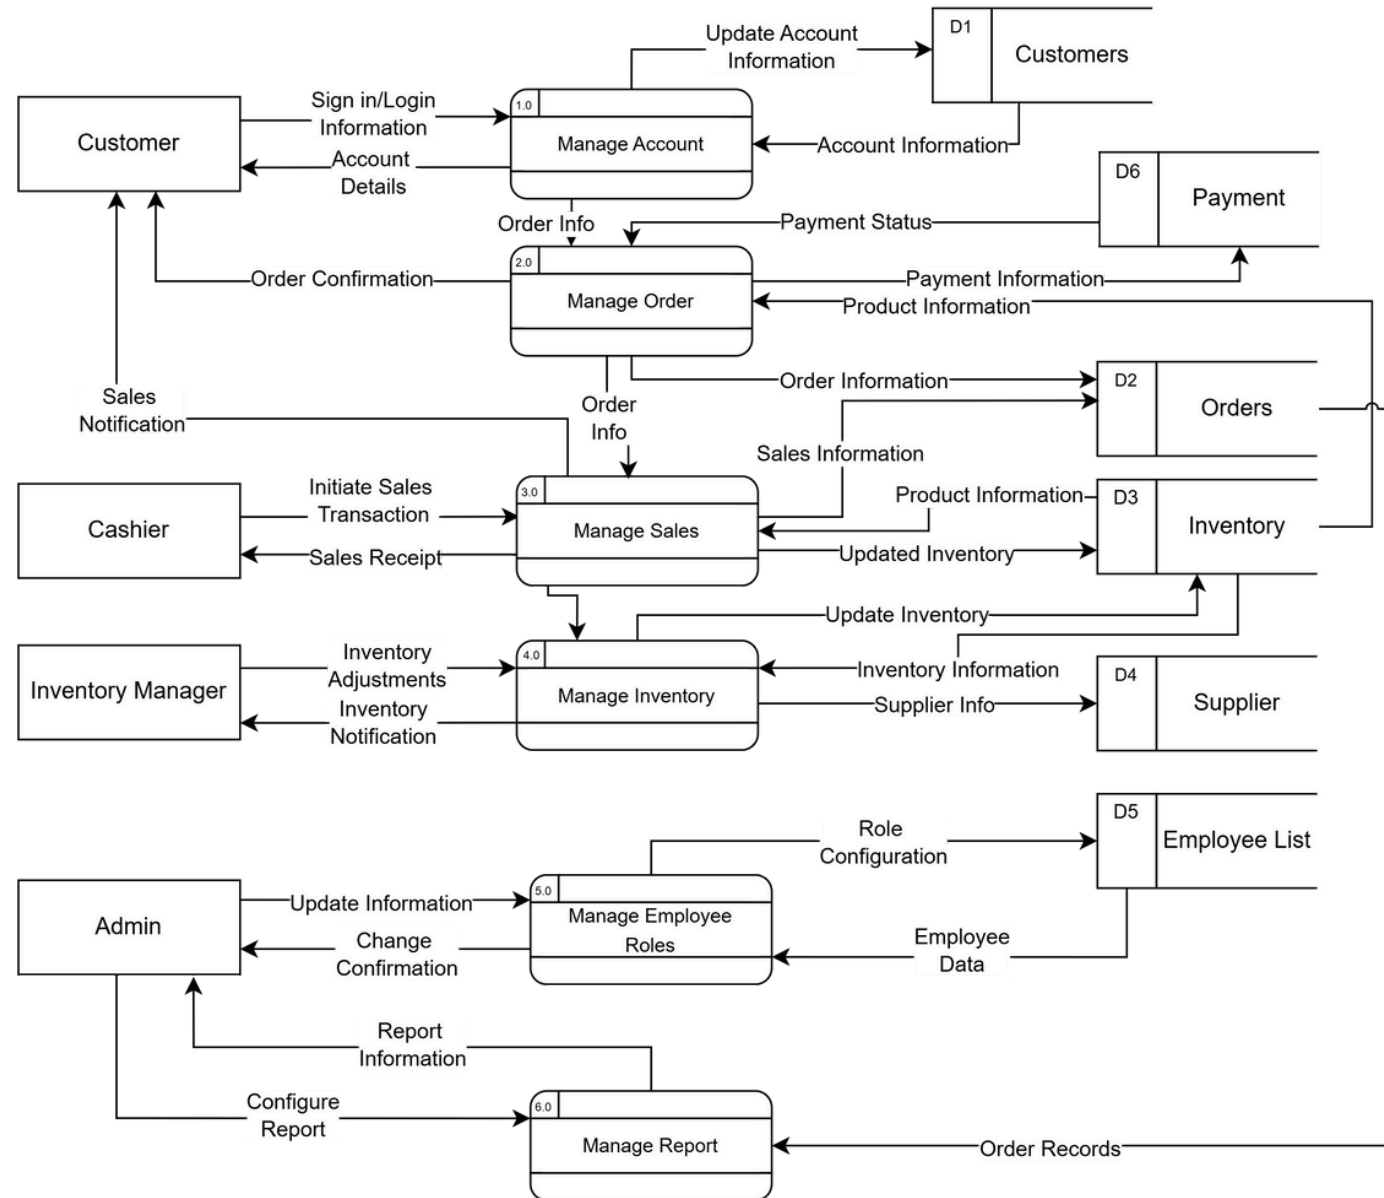 Update Account
Information
D1
Customers
Sign in/Login
Information
1.0
Customer
Manage Account
Account Information
Account
Details
D6
Payment
Order Info
Payment Status
2.0
Order Confirmation
Payment Information
Manage Order
Product Information
D2
Order Information
Orders
Sales
Notification
Order
Info
Sales Information
Initiate Sales
Transaction
3.0
Product Information
D3
Cashier
Manage Sales
Inventory
Sales Receipt
Updated Inventory
Update Inventory
Inventory
Adjustments
4.0
Inventory Information
D4
Inventory Manager
Manage Inventory
Supplier Info
Supplier
Inventory
Notification
D5
Role
Configuration
Employee List
5.0
Update Information
Manage Employee
Roles
Admin
Change
Confirmation
Employee
Data
Report
Information
Configure
Report
6.0
Manage Report
Order Records